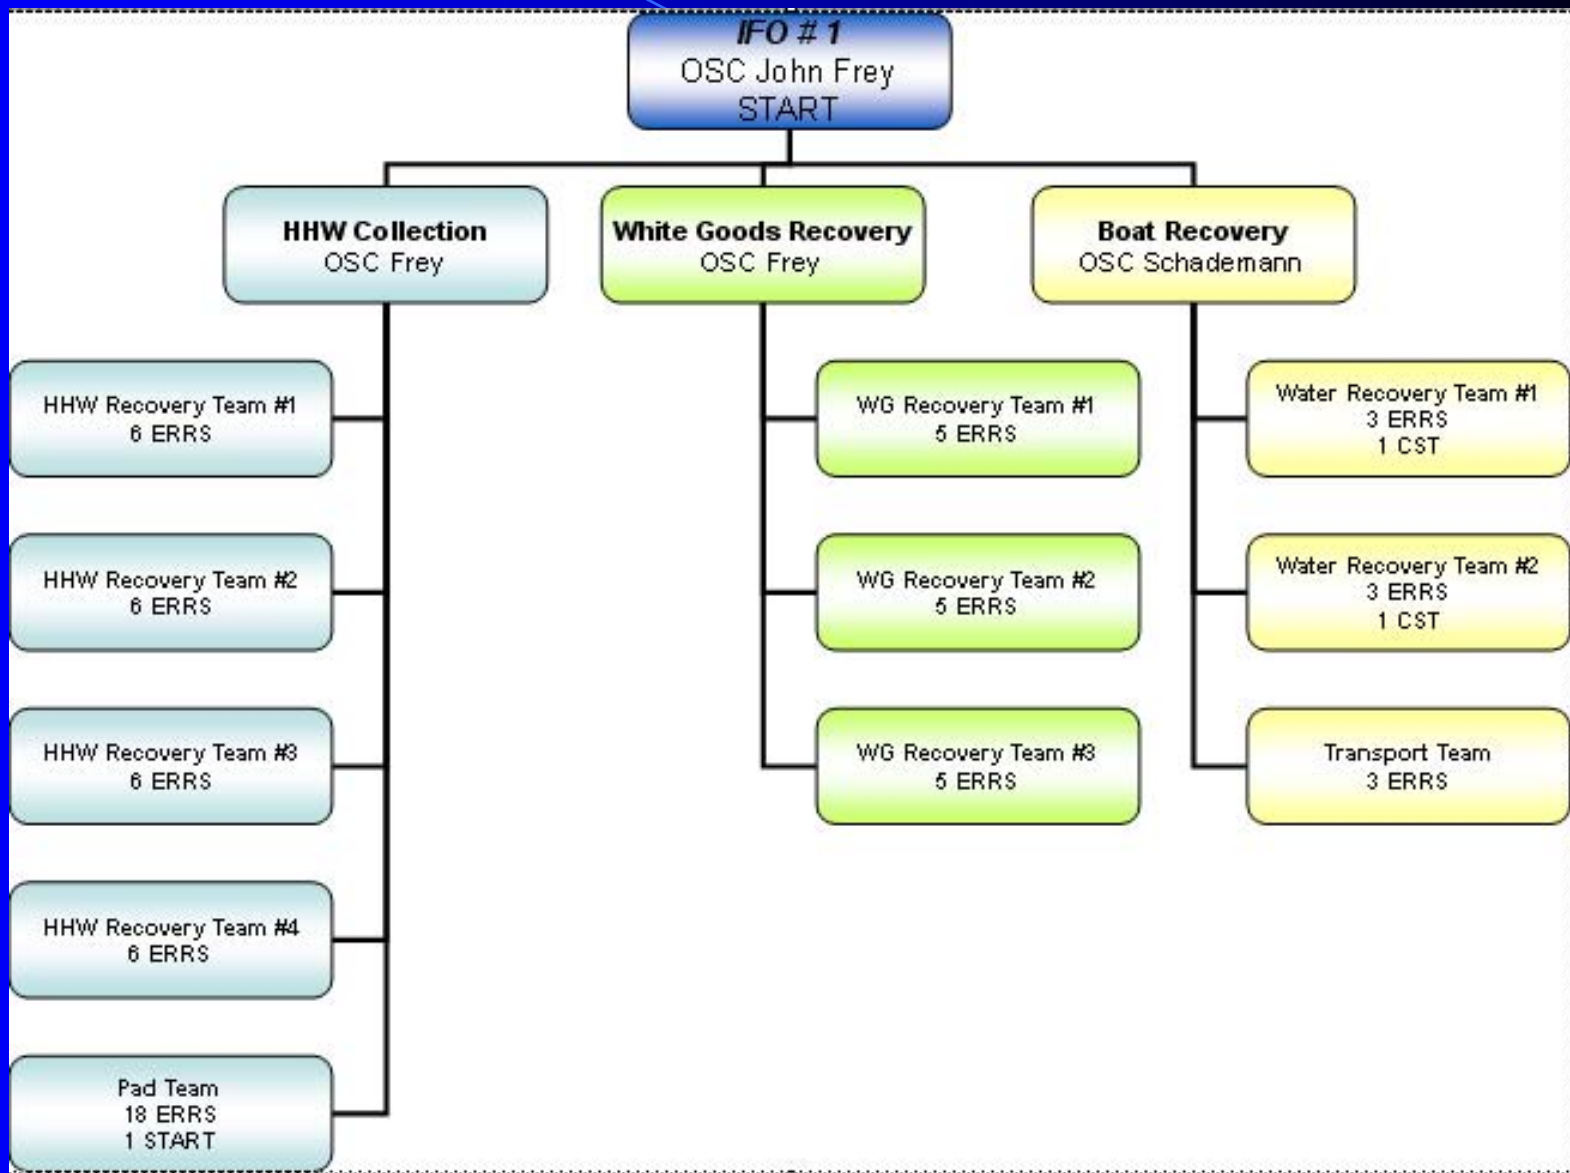 IFO # 1
OSC John Frey
START
HHW Collection
OSC Frey
White Goods Recovery
OSC Frey
Boat Recovery
OSC Schademann
HHW Recovery Team #1
6 ERRS
HHW Recovery Team #2
6 ERRS
HHW Recovery Team #3
6 ERRS
HHW Recovery Team #4
6 ERRS
Pad Team
18 ERRS
1 START
WG Recovery Team #1
5 ERRS
WG Recovery Team #2
5 ERRS
WG Recovery Team #3
5 ERRS
Water Recovery Team #1
3 ERRS
1 CST
Water Recovery Team #2
3 ERRS
1 CST
Transport Team
3 ERRS